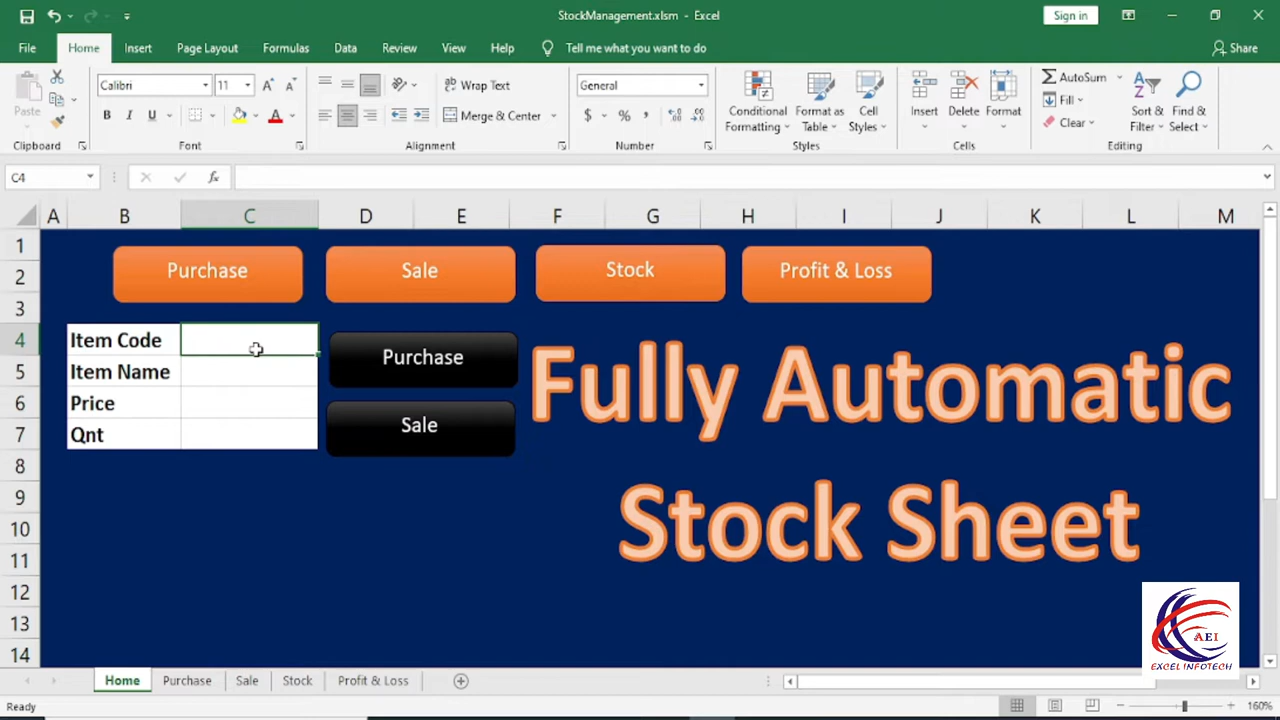 StockManagement.xlsm - Excel
Sign in
File Home Insert Page Layout Formulas Data Review View Help Tell me what you want to do Share
Calibri 11 Wrap Text General AutoSum
Paste B I U Merge & Center $ % , Conditional Formatting Format as Table Cell Styles Insert Delete Format Fill Clear Sort & Filter Find & Select
Clipboard Font Alignment Number Styles Cells Editing
C4 fx
A B C D E F G H I J K L M
1
2 Purchase Sale Stock Profit & Loss
3
4 Item Code Purchase
5 Item Name Fully Automatic
6 Price
7 Qnt Sale
8
9 Stock Sheet
10
11
12
13 AEI
14 EXCEL INFOTECH
Home Purchase Sale Stock Profit & Loss
Ready 160%